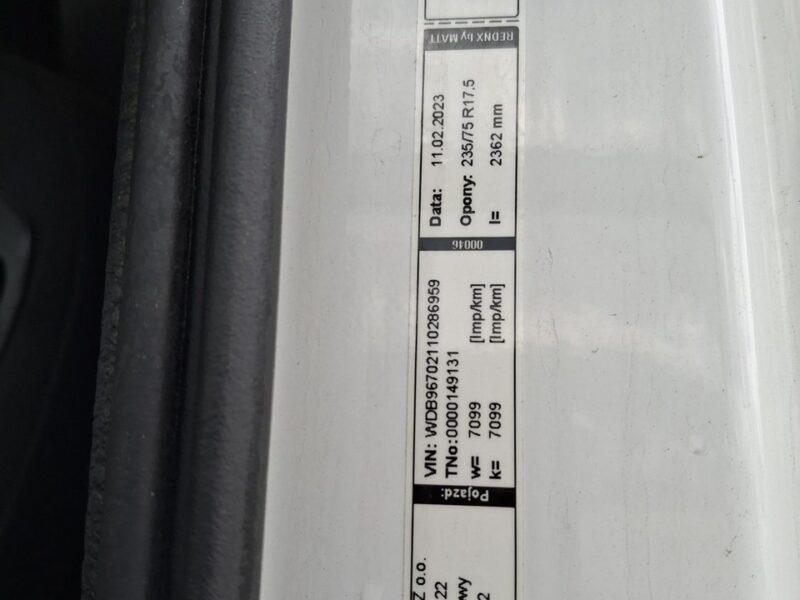 Z o.o.
22
wy
2
Pojazd:
VIN: WDB96702110286959
TNo:0000149131
w= 7099 [Imp/km]
k= 7099 [Imp/km]
00046
Data: 11.02.2023
Opony: 235/75 R17.5
l= 2362 mm
REDNX by MATT